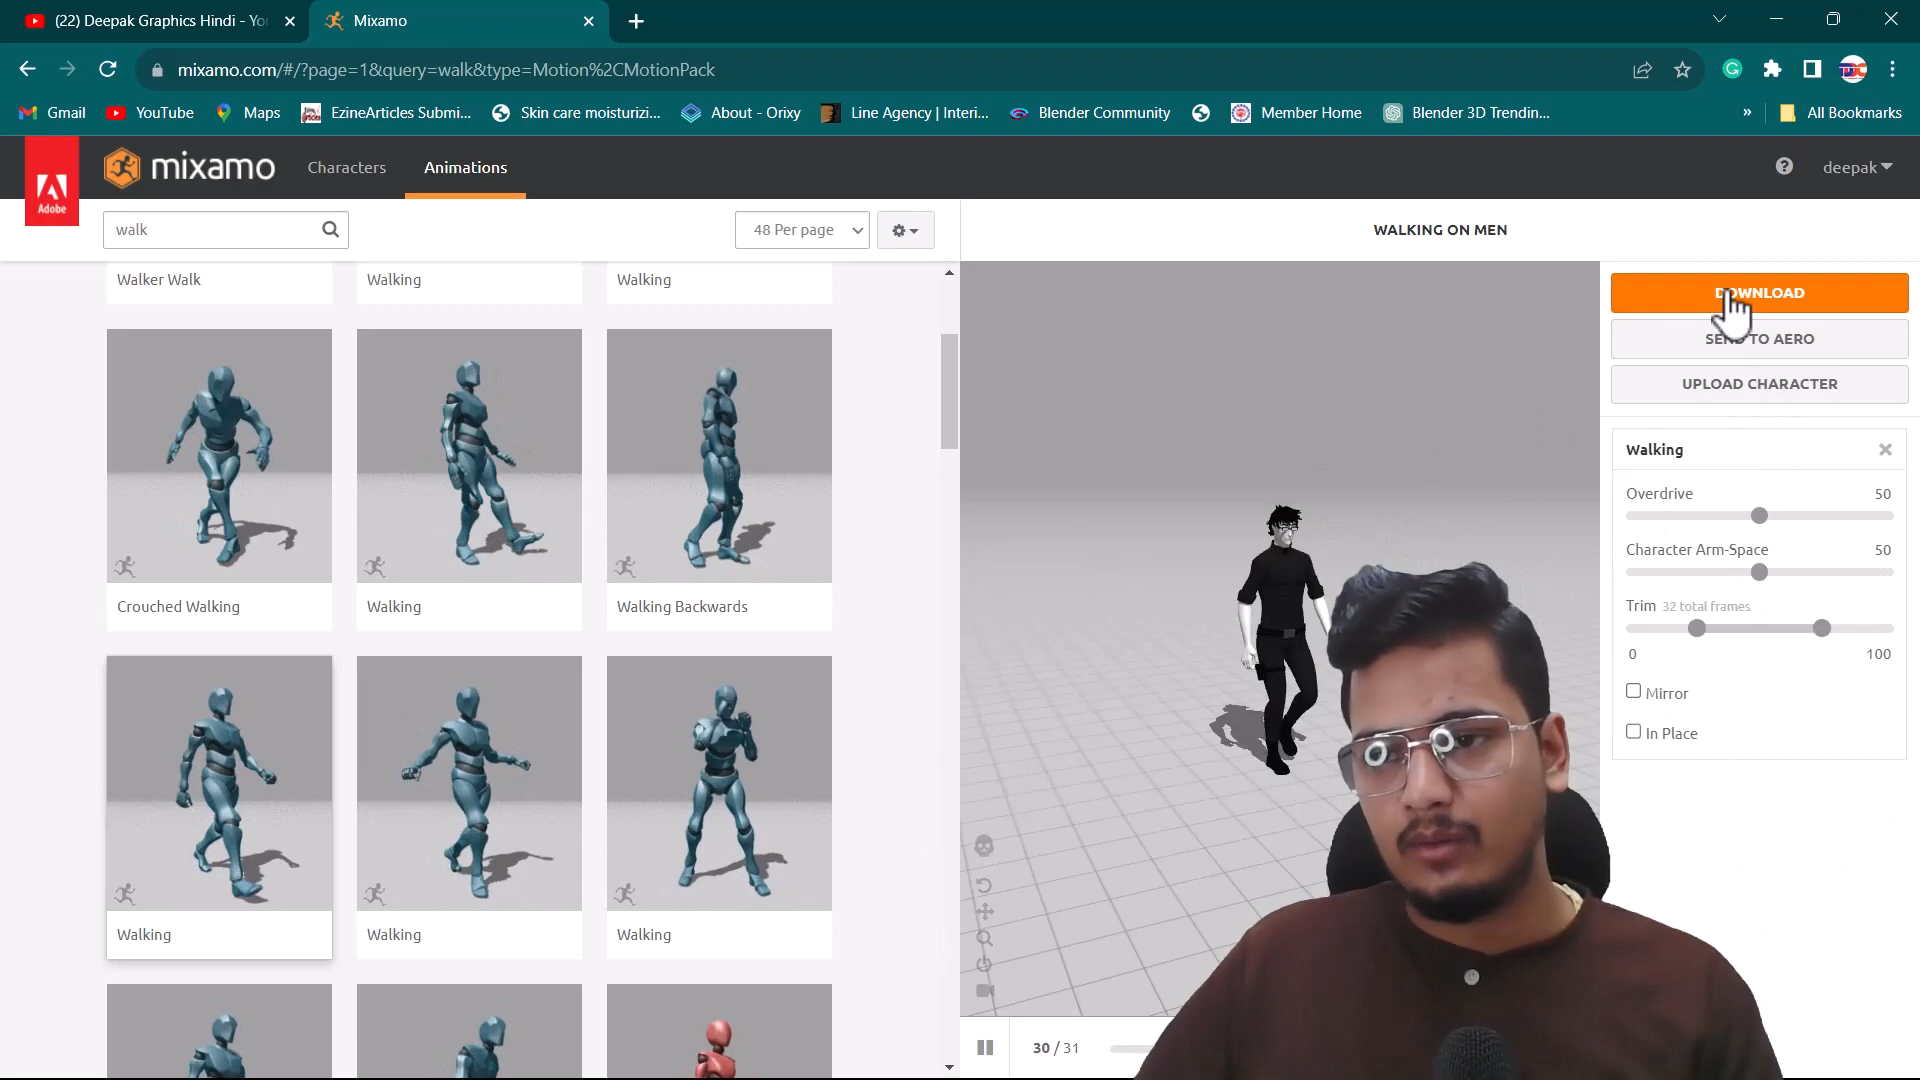 (22) Deepak Graphics Hindi - Yo
Mixamo
mixamo.com/#/?page=1&query=walk&type=Motion%2CMotionPack
Gmail
YouTube
Maps
EzineArticles Submi...
Skin care moisturizi...
About - Orixy
Line Agency | Interi...
Blender Community
Member Home
Blender 3D Trendin...
»
All Bookmarks
Adobe
mixamo
Characters
Animations
deepak
walk
48 Per page
WALKING ON MEN
Walker Walk
Walking
Walking
DOWNLOAD
SEND TO AERO
UPLOAD CHARACTER
Walking
Overdrive 50
Character Arm-Space 50
Trim 32 total frames
0 100
Mirror
In Place
Crouched Walking
Walking
Walking Backwards
Walking
Walking
Walking
30 / 31